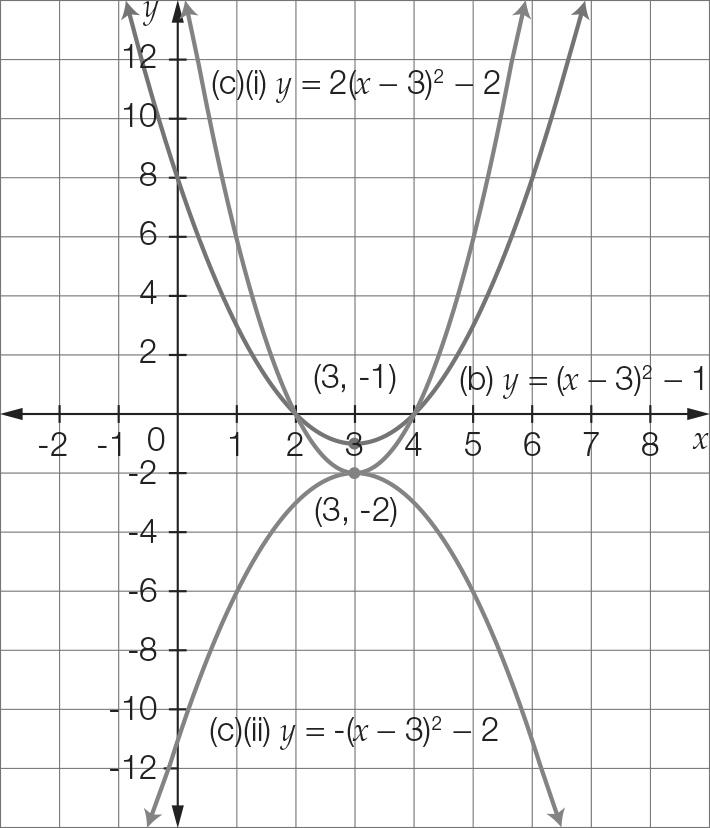 y
12
(c)(i) y = 2(x − 3)² − 2
10
8
6
4
2
(3, -1)
(b) y = (x − 3)² − 1
-2 -1 0 1 2 3 4 5 6 7 8 x
-2
(3, -2)
-4
-6
-8
-10
(c)(ii) y = -(x − 3)² − 2
-12